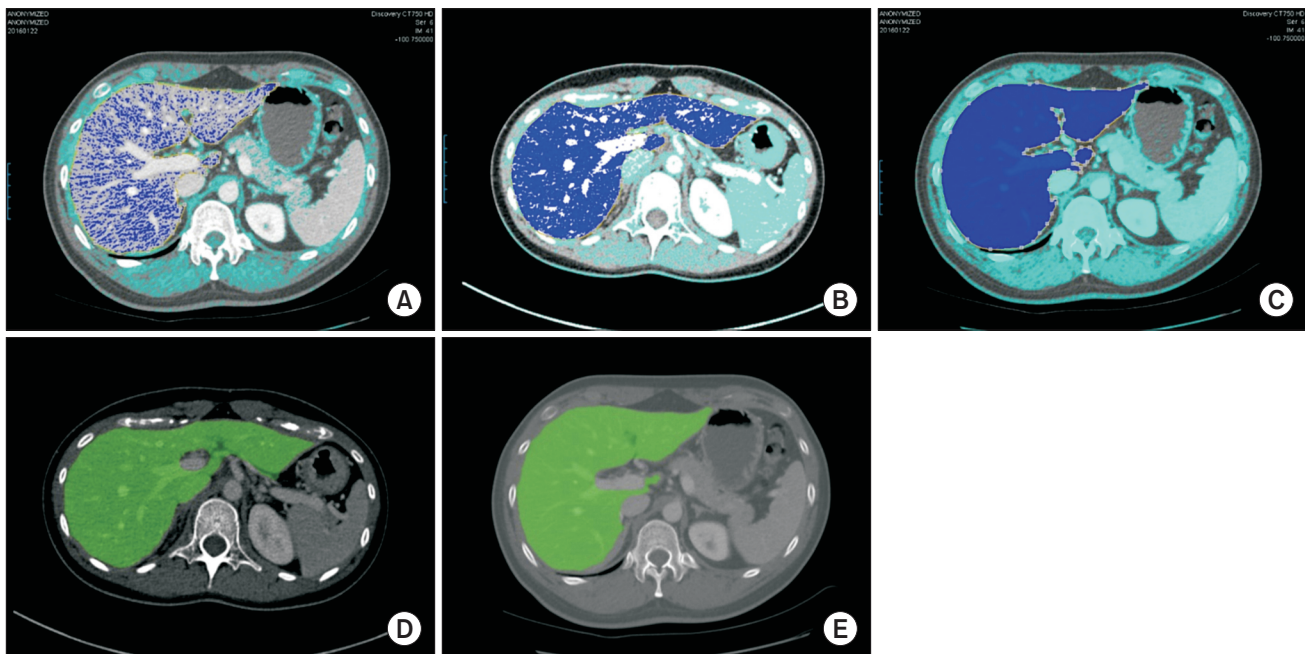 ANONYMIZED
ANONYMIZED
20160122
Discovery CT750 HD
Ser: 6
IM: 41
-100.750000
A
B
ANONYMIZED
ANONYMIZED
20160122
Discovery CT750 HD
Ser: 6
IM: 41
-100.750000
C
D
E